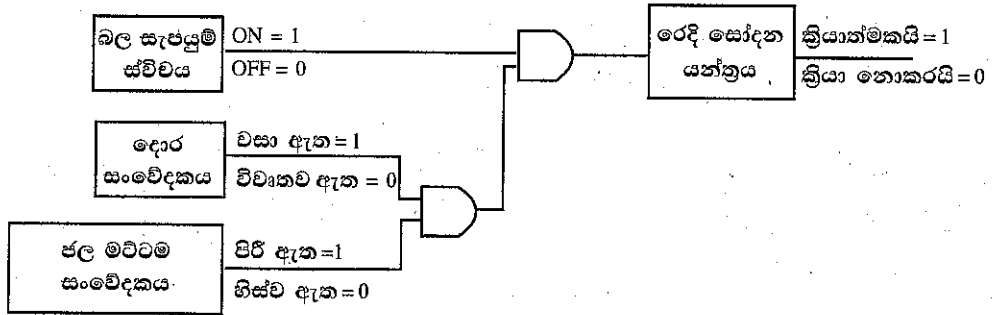 බල සැපයුම්
ස්විචය
ON = 1
OFF = 0
රෙදි සෝදන
යන්ත්‍රය
ක්‍රියාත්මකයි = 1
ක්‍රියා නොකරයි = 0
දොර
සංවේදකය
වසා ඇත = 1
විවෘතව ඇත = 0
ජල මට්ටම
සංවේදකය
පිරී ඇත =1
හිස්ව ඇත = 0